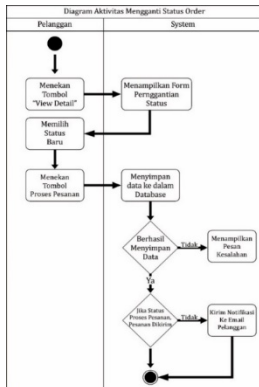 Diagram Aktivitas Mengganti Status Order
Pelanggan
System
Menekan
Tombol
"View Detail"
Menampilkan Form
Pernggantian
Status
Memilih
Status
Baru
Menekan
Tombol
Proses Pesanan
Menyimpan
data ke dalam
Database
Berhasil
Menyimpan
Data
Tidak
Menampilkan
Pesan
Kesalahan
Ya
Jika Status
Proses Pesanan,
Pesanan Dikirim
Tidak
Kirim Notifikasi
Ke Email
Pelanggan